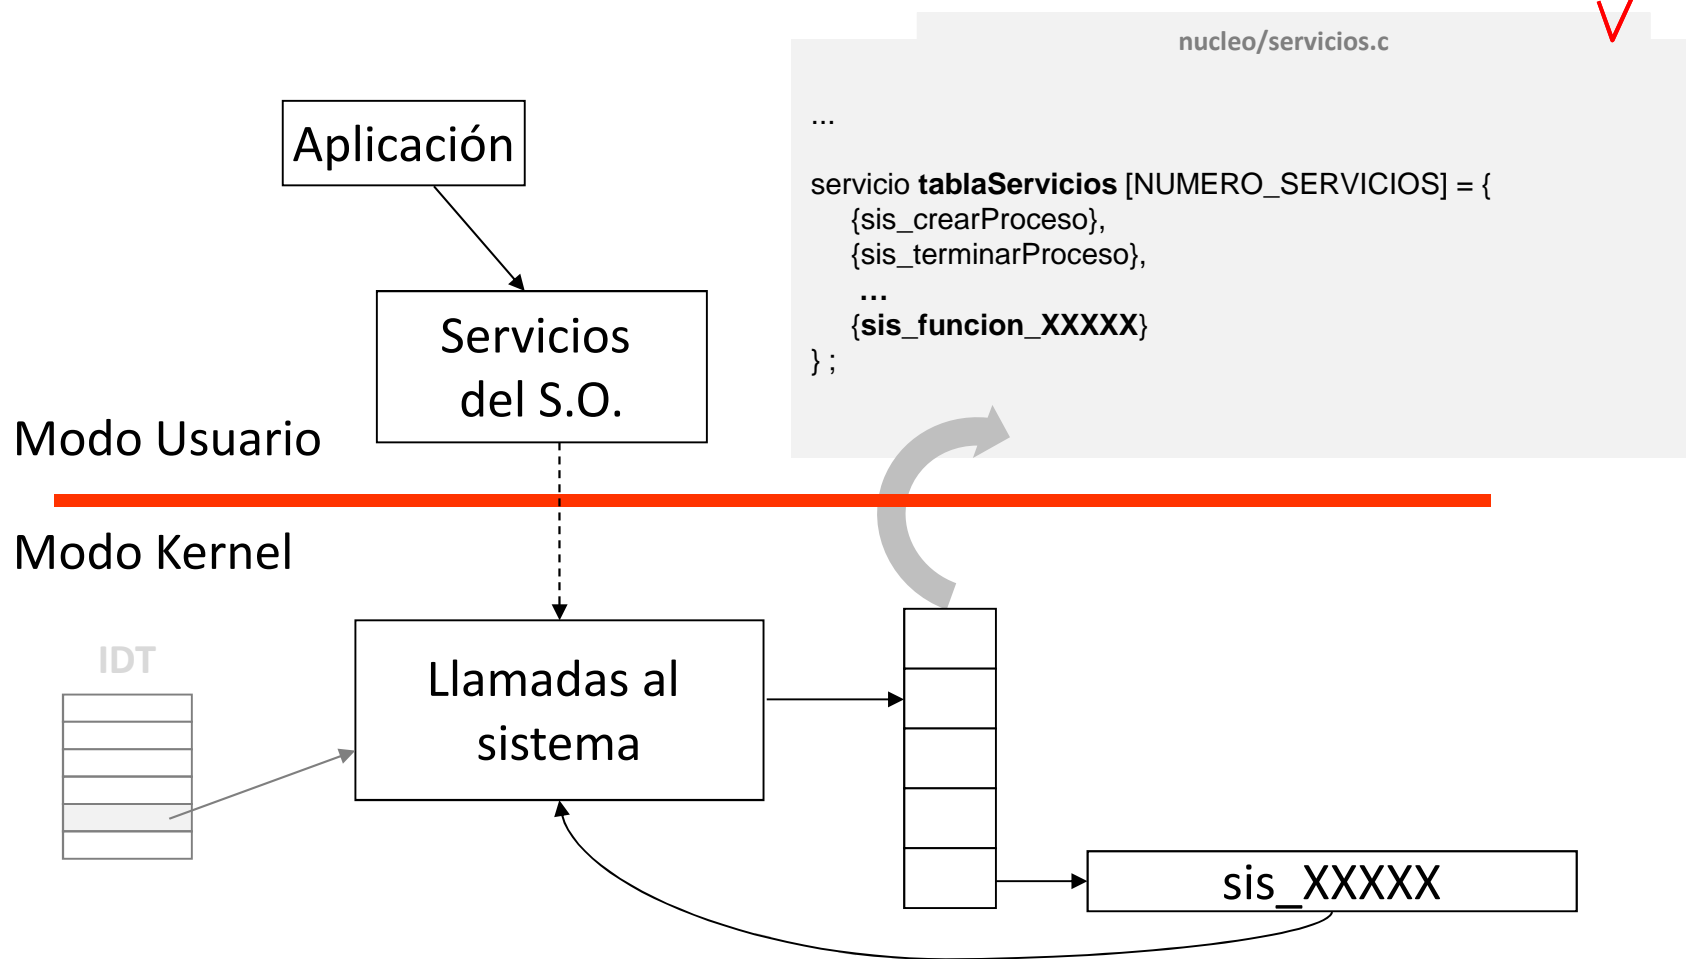 nucleo/servicios.c
...
servicio tablaServicios [NUMERO_SERVICIOS] = {
{sis_crearProceso},
{sis_terminarProceso},
...
{sis_funcion_XXXXX}
} ;
Aplicación
Servicios
del S.O.
Modo Usuario
Modo Kernel
IDT
Llamadas al
sistema
sis_XXXXX